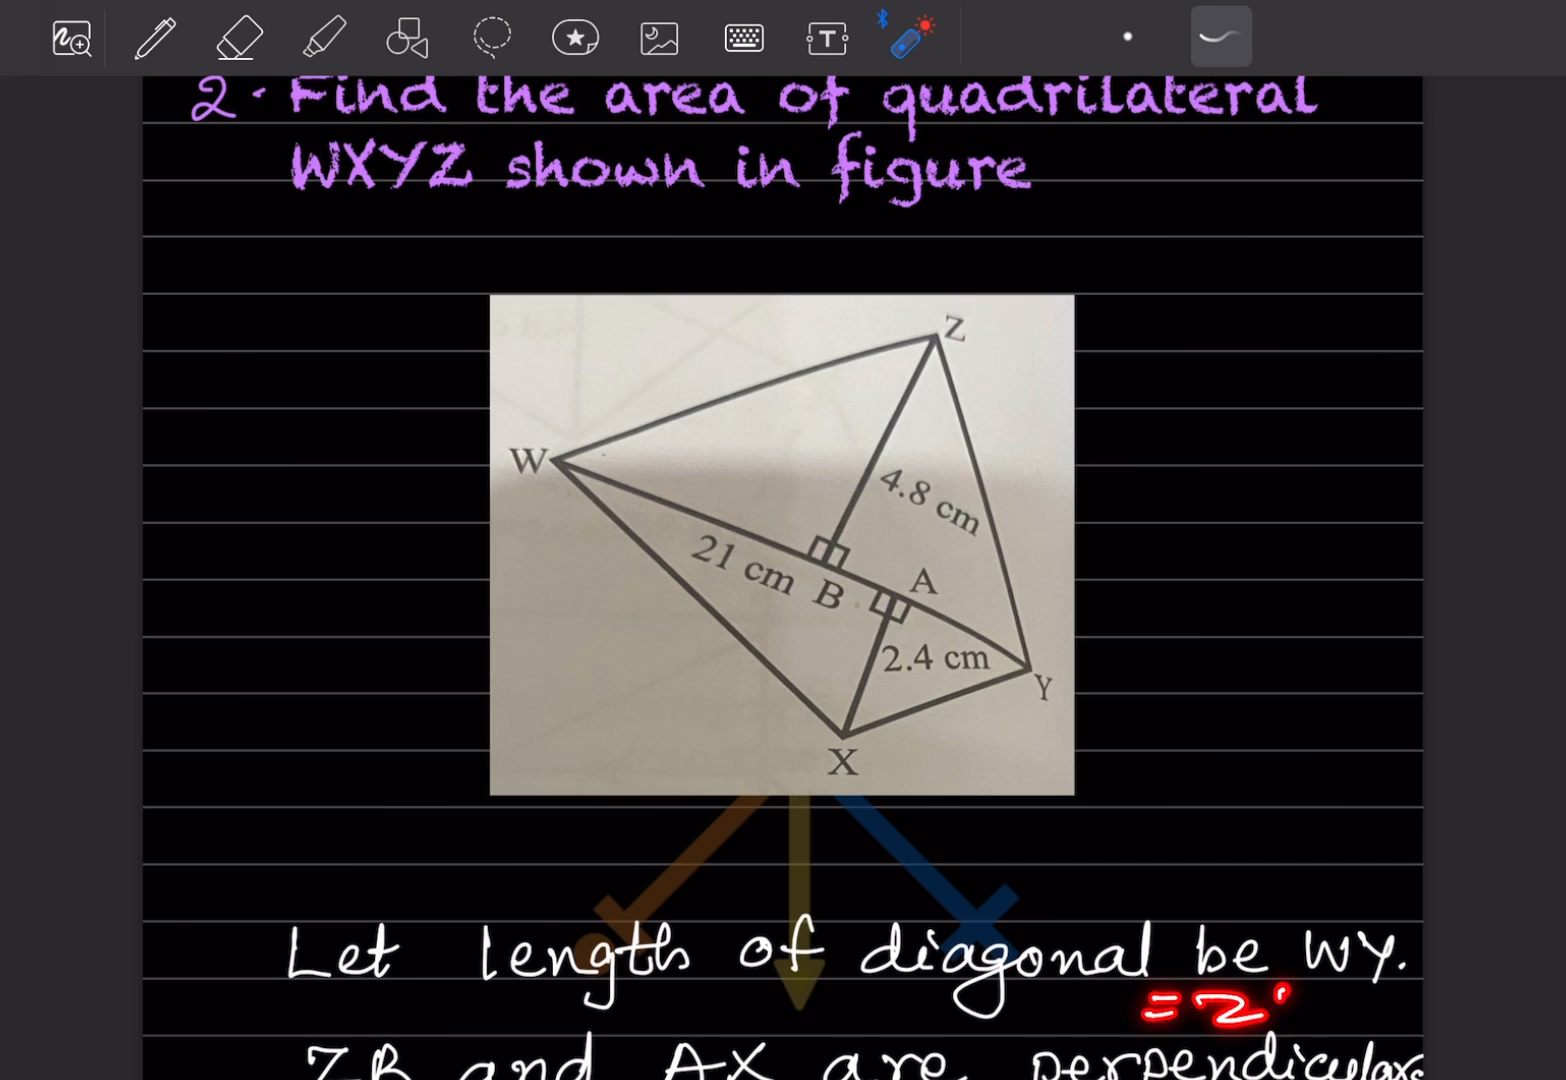 2. Find the area of quadrilateral
WXYZ shown in figure
Z
W
4.8 cm
21 cm B
A
2.4 cm
Y
X
Let length of diagonal be WY.
= 2
ZB and AX are perpendiculars